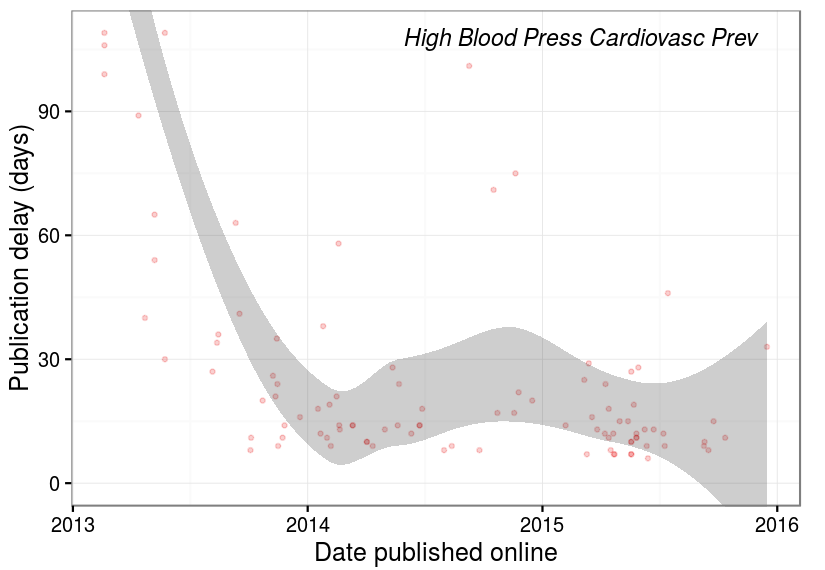 High Blood Press Cardiovasc Prev
Publication delay (days)
90
60
30
0
2013
2014
2015
2016
Date published online